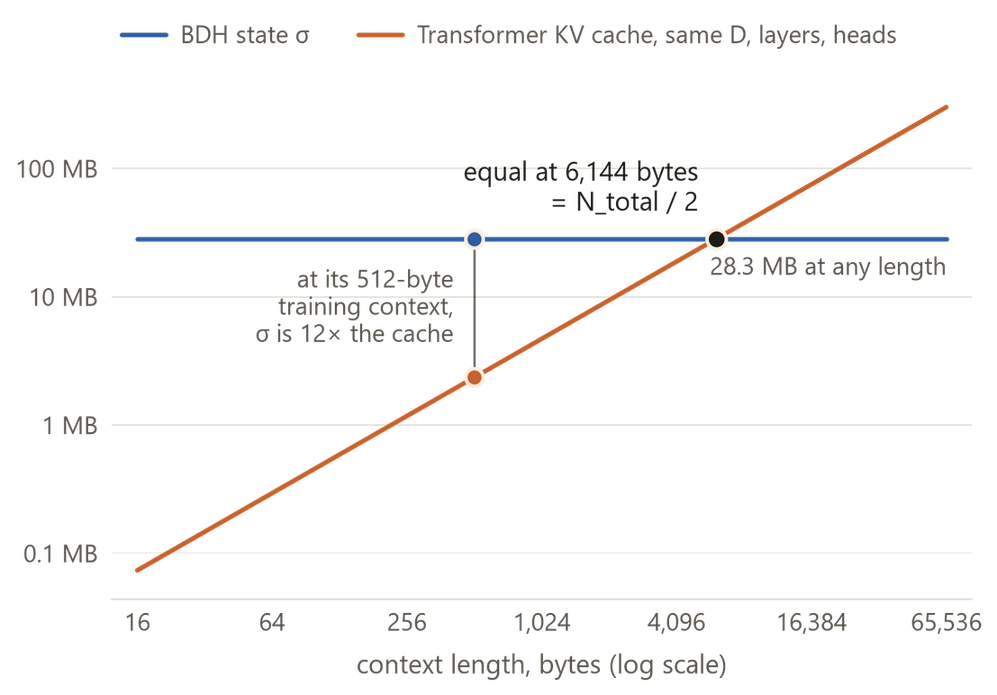 BDH state σ
Transformer KV cache, same D, layers, heads
100 MB
equal at 6,144 bytes
= N_total / 2
28.3 MB at any length
at its 512-byte
training context,
σ is 12× the cache
10 MB
1 MB
0.1 MB
16
64
256
1,024
4,096
16,384
65,536
context length, bytes (log scale)